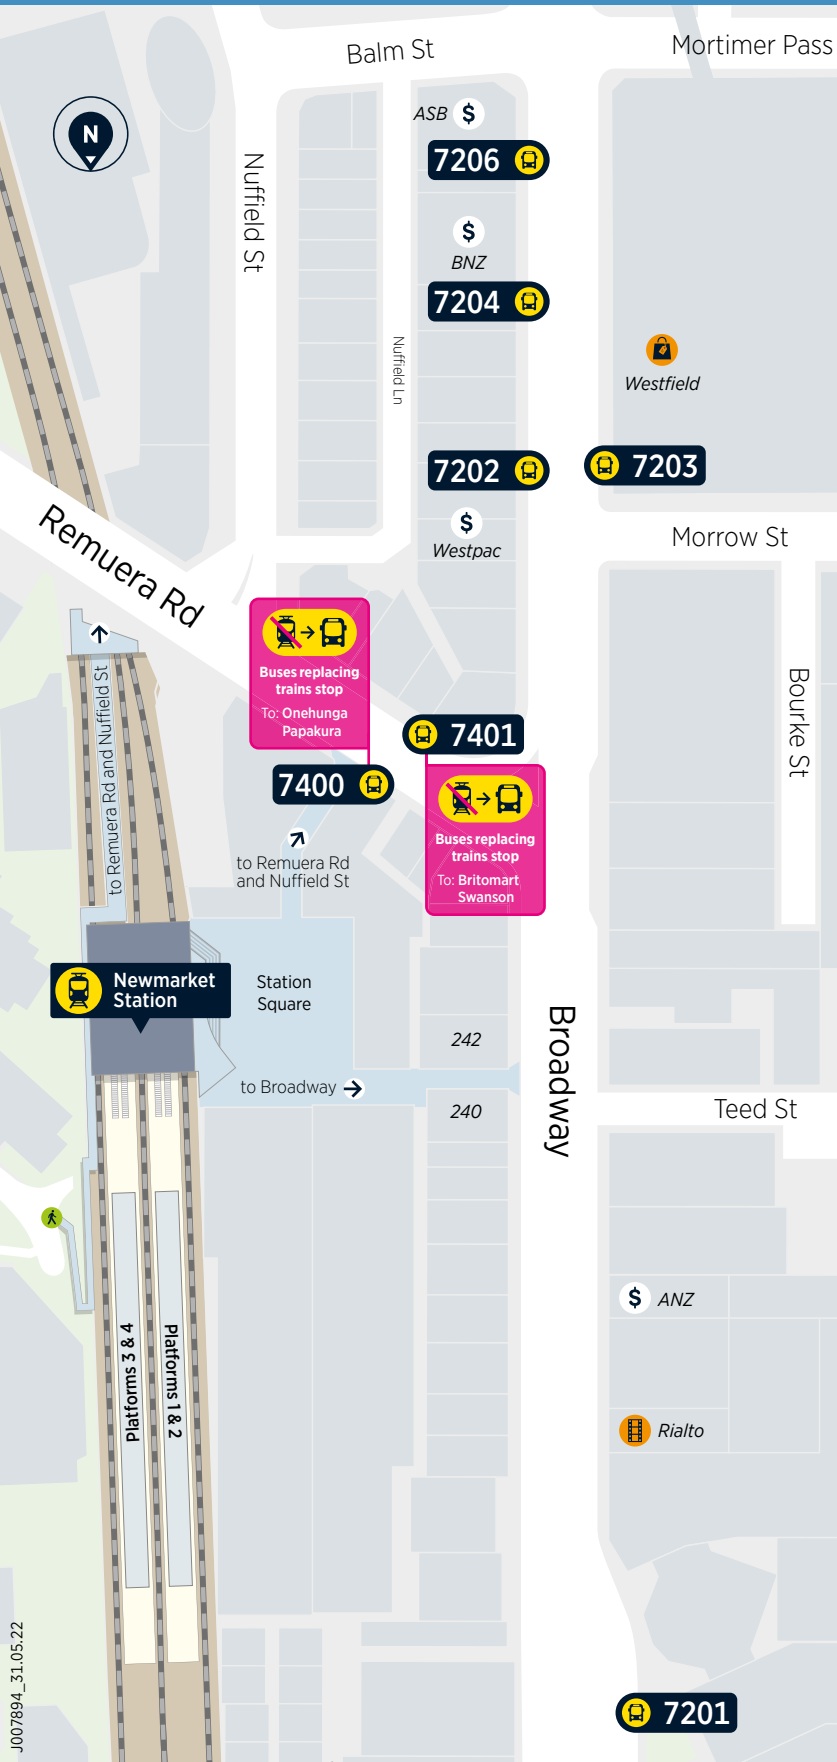 Balm St
Mortimer Pass
ASB $
N
7206
Nuffield St
$
BNZ
7204
Nuffield Ln
Westfield
7202
7203
$
Westpac
Remuera Rd
Morrow St
Buses replacing
trains stop
To: Onehunga
Papakura
to Remuera Rd and Nuffield St
Bourke St
7401
7400
Buses replacing
trains stop
To: Britomart
Swanson
to Remuera Rd
and Nuffield St
Newmarket
Station
Station
Square
242
Broadway
to Broadway
240
Teed St
$ ANZ
Platforms 3 & 4
Platforms 1 & 2
Rialto
J007894_31.05.22
7201